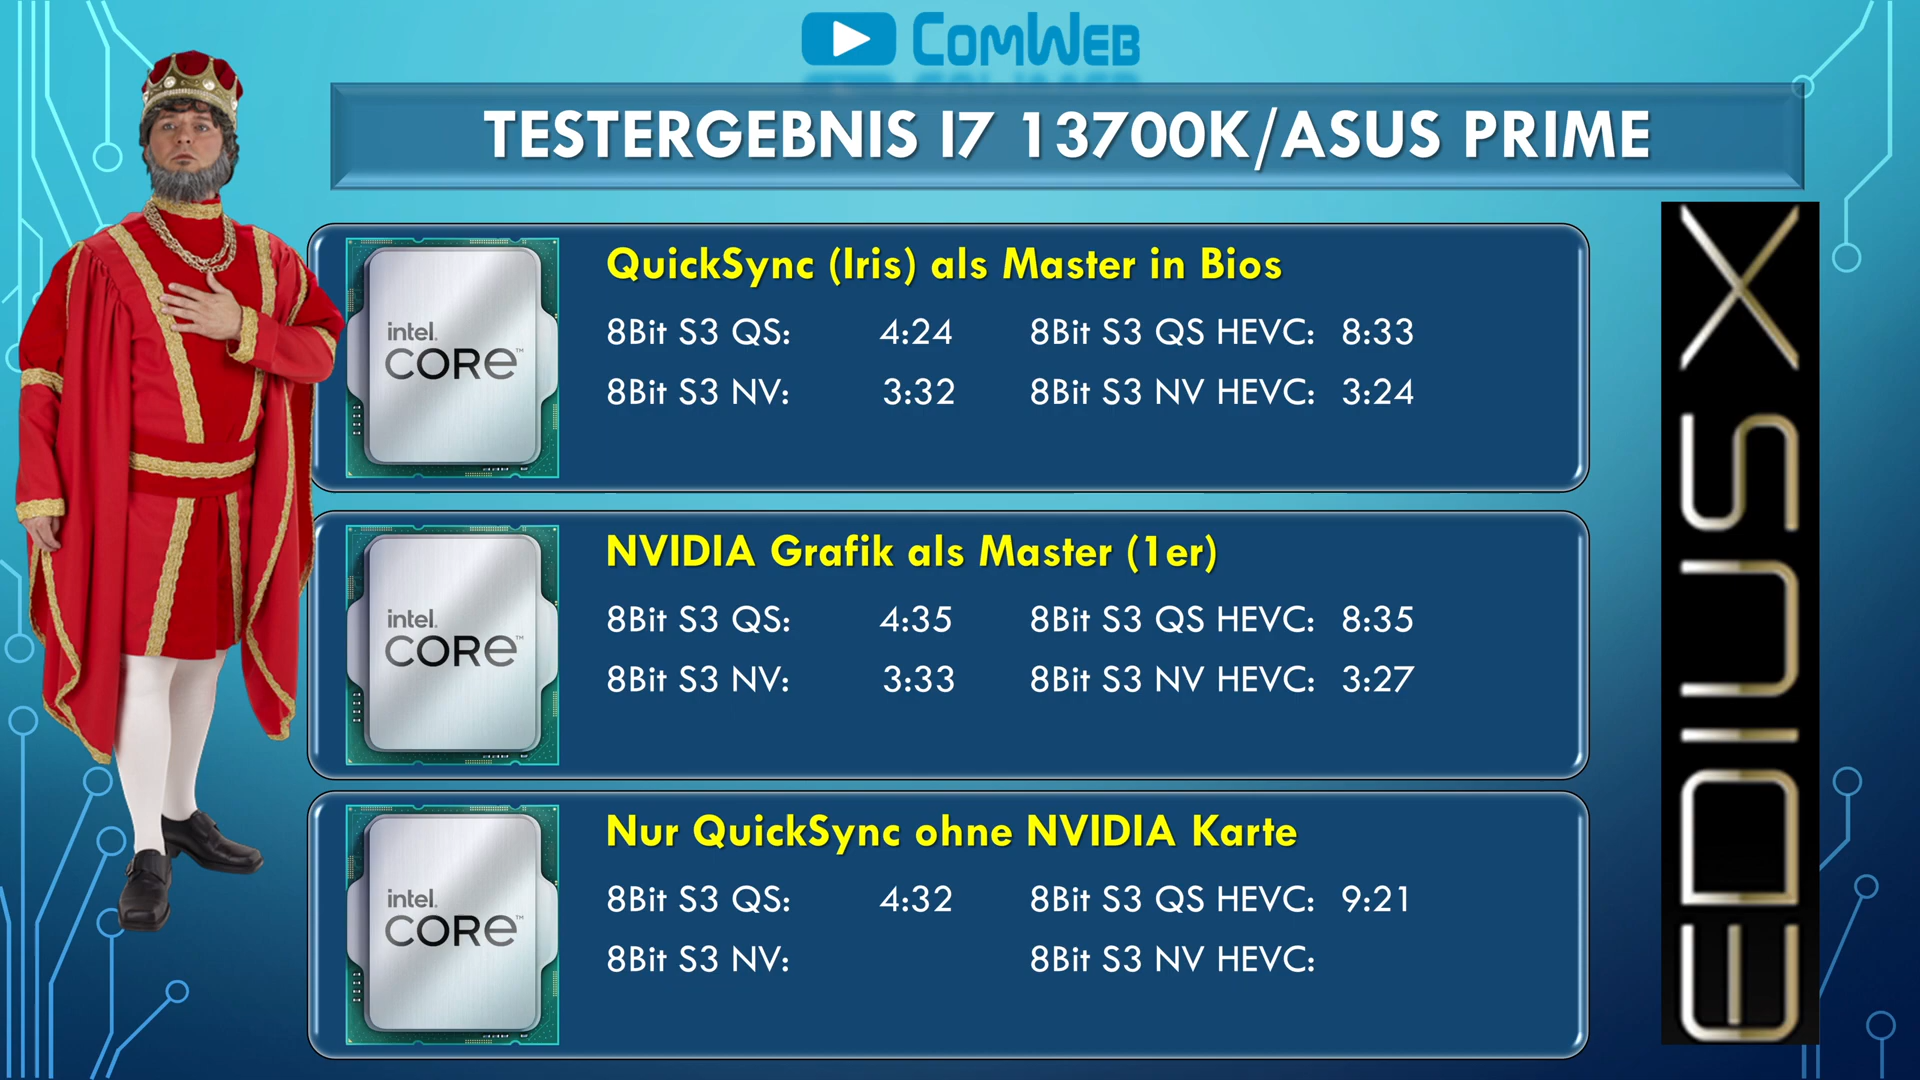 COMWEB
TESTERGEBNIS I7 13700K/ASUS PRIME
QuickSync (Iris) als Master in Bios
8Bit S3 QS: 4:24 8Bit S3 QS HEVC: 8:33
8Bit S3 NV: 3:32 8Bit S3 NV HEVC: 3:24
intel.
CORe™
NVIDIA Grafik als Master (1er)
8Bit S3 QS: 4:35 8Bit S3 QS HEVC: 8:35
8Bit S3 NV: 3:33 8Bit S3 NV HEVC: 3:27
intel.
CORe™
Nur QuickSync ohne NVIDIA Karte
8Bit S3 QS: 4:32 8Bit S3 QS HEVC: 9:21
8Bit S3 NV: 8Bit S3 NV HEVC:
intel.
CORe™
EDIUS X